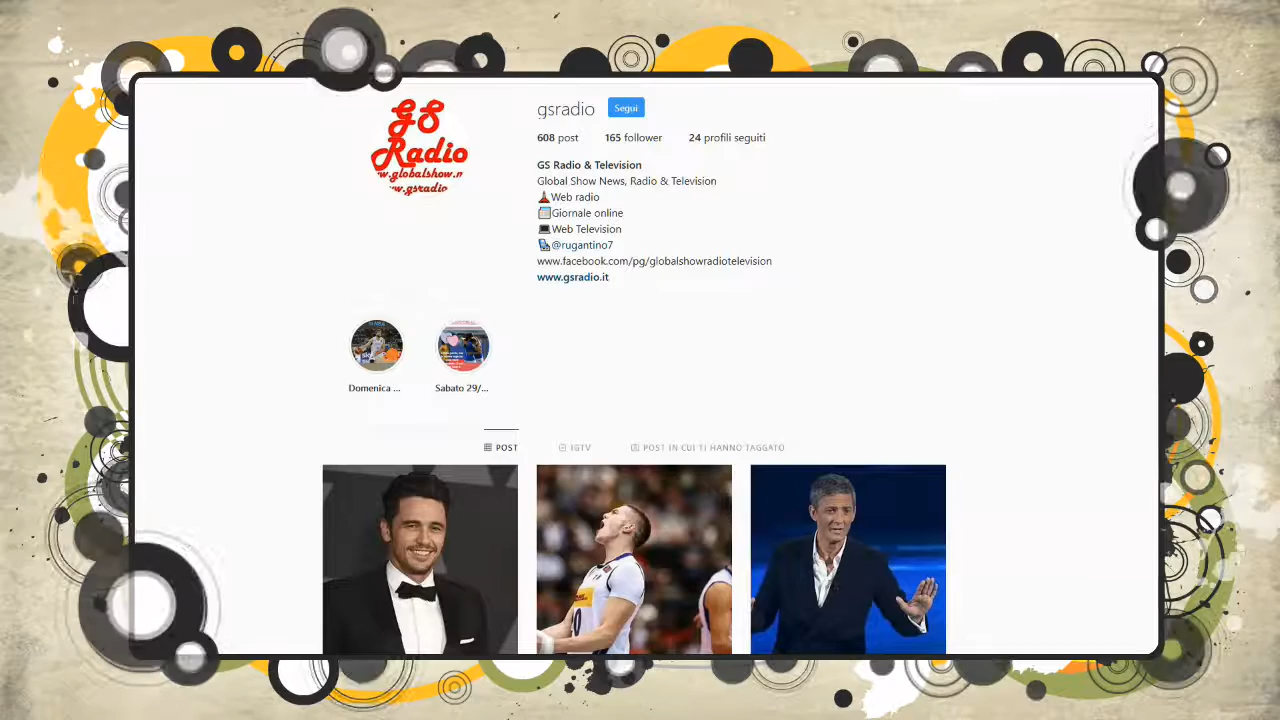 GS
Radio
w.globalshow.n
w.gsradio
gsradio Segui
608 post 165 follower 24 profili seguiti
GS Radio & Television
Global Show News, Radio & Television
Web radio
Giornale online
Web Television
@rugantino7
www.facebook.com/pg/globalshowradiotelevision
www.gsradio.it
Domenica ... Sabato 29/...
POST IGTV POST IN CUI TI HANNO TAGGATO